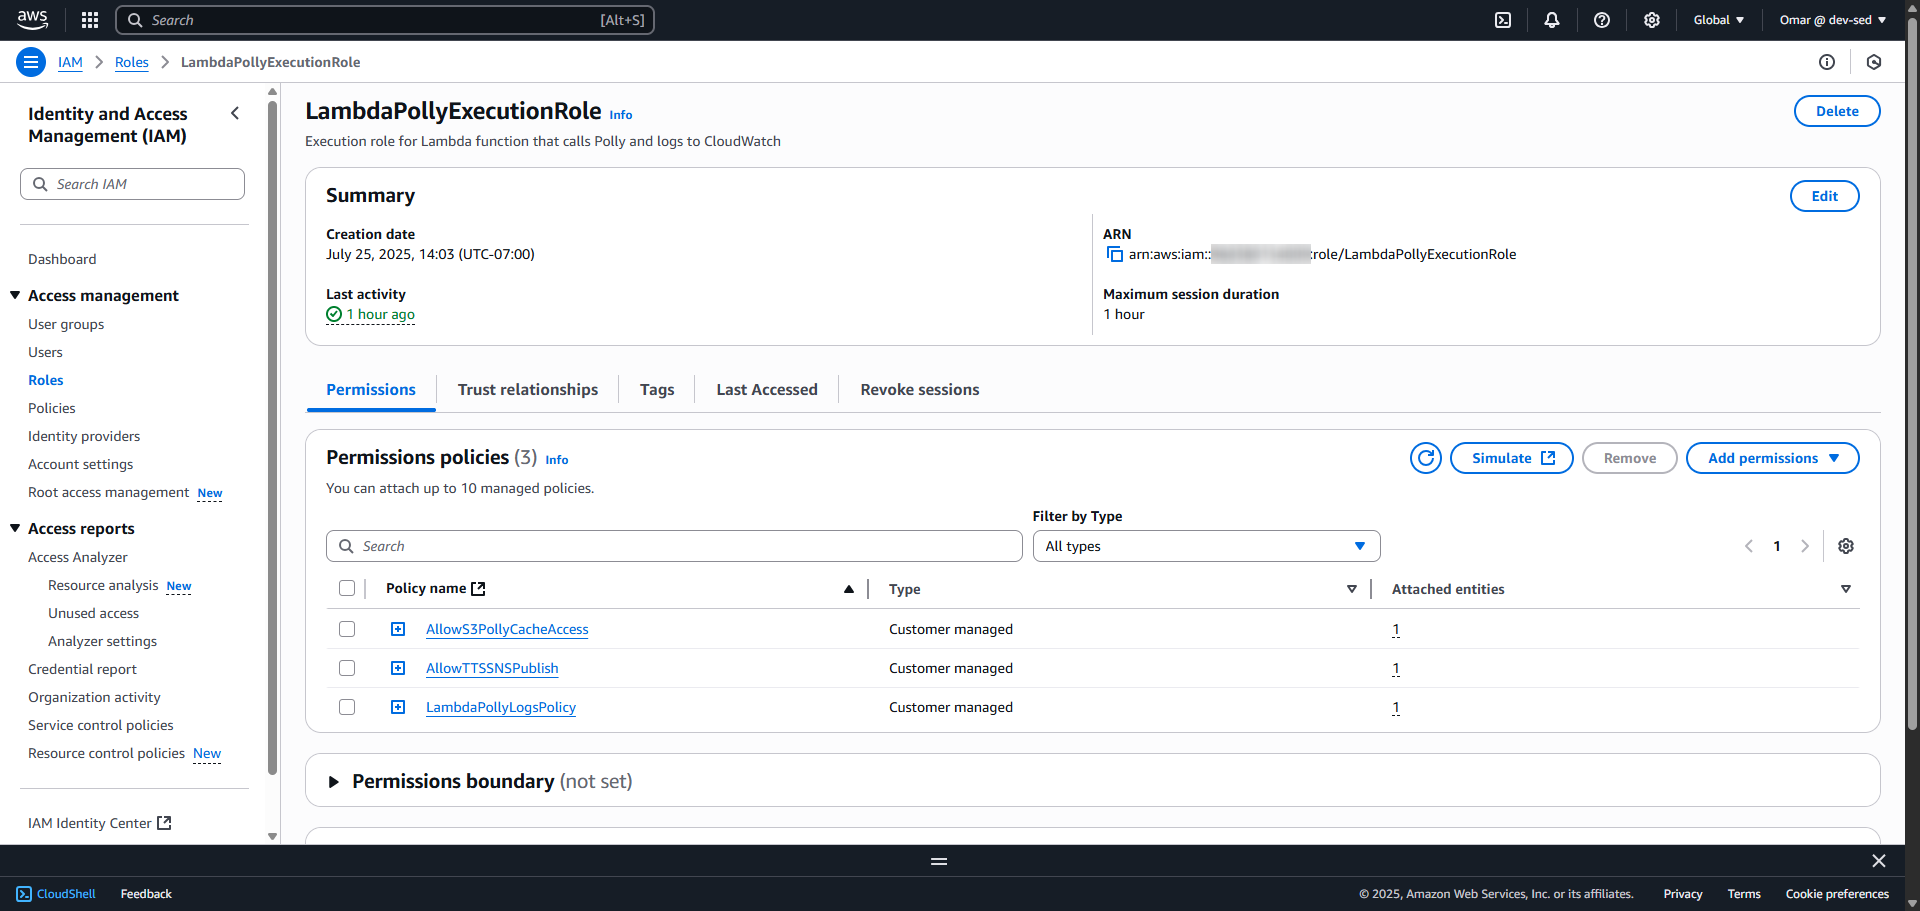 aws
Search [Alt+S]
Global
Omar @ dev-sed
IAM > Roles > LambdaPollyExecutionRole
Identity and Access Management (IAM)
Search IAM
Dashboard
Access management
User groups
Users
Roles
Policies
Identity providers
Account settings
Root access management New
Access reports
Access Analyzer
Resource analysis New
Unused access
Analyzer settings
Credential report
Organization activity
Service control policies
Resource control policies New
IAM Identity Center
LambdaPollyExecutionRole Info
Delete
Execution role for Lambda function that calls Polly and logs to CloudWatch
Summary
Edit
Creation date
July 25, 2025, 14:03 (UTC-07:00)
ARN
arn:aws:iam:: :role/LambdaPollyExecutionRole
Last activity
1 hour ago
Maximum session duration
1 hour
Permissions
Trust relationships
Tags
Last Accessed
Revoke sessions
Permissions policies (3) Info
Simulate
Remove
Add permissions
You can attach up to 10 managed policies.
Filter by Type
Search
All types
1
Policy name Type Attached entities
AllowS3PollyCacheAccess Customer managed 1
AllowTTSSNSPublish Customer managed 1
LambdaPollyLogsPolicy Customer managed 1
Permissions boundary (not set)
CloudShell Feedback
© 2025, Amazon Web Services, Inc. or its affiliates. Privacy Terms Cookie preferences